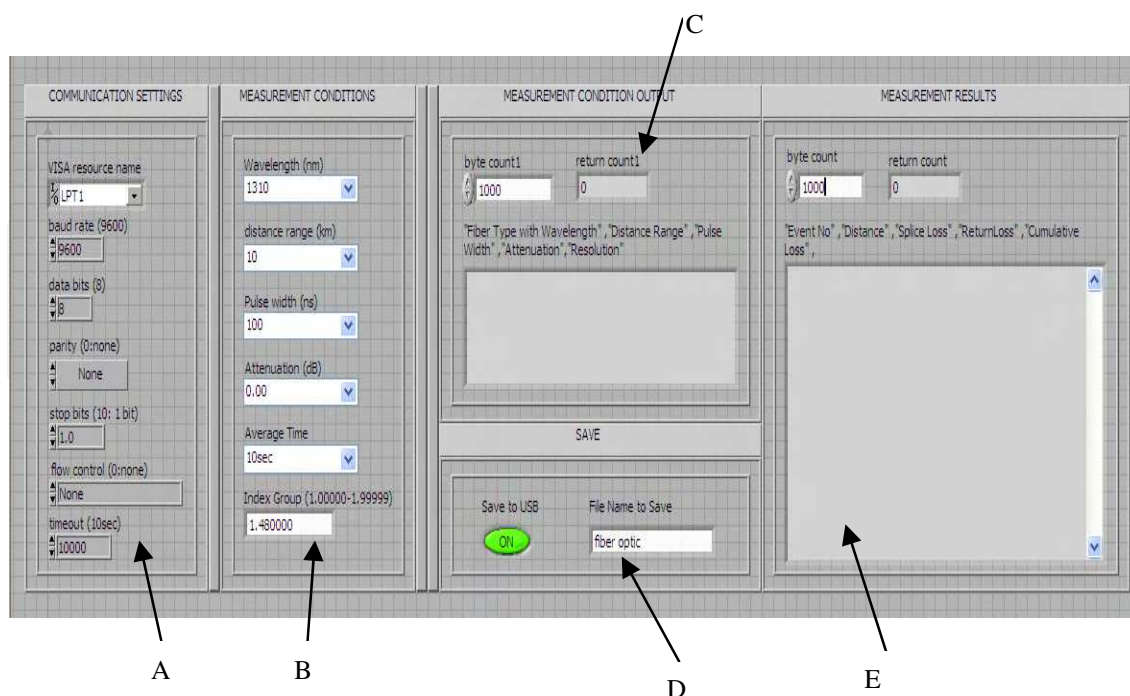 C
COMMUNICATION SETTINGS
VISA resource name
LPT1
baud rate (9600)
9600
data bits (8)
8
parity (0:none)
None
stop bits (10: 1 bit)
1.0
flow control (0:none)
None
timeout (10sec)
10000
MEASUREMENT CONDITIONS
Wavelength (nm)
1310
distance range (km)
10
Pulse width (ns)
100
Attenuation (dB)
0.00
Average Time
10sec
Index Group (1.00000-1.99999)
1.480000
MEASUREMENT CONDITION OUTPUT
byte count1
return count1
1000
0
"Fiber Type with Wavelength" ,"Distance Range" ,"Pulse
Width" ,"Attenuation","Resolution"
SAVE
Save to USB
File Name to Save
ON
fiber optic
MEASUREMENT RESULTS
byte count
return count
1000
0
"Event No" ,"Distance" ,"Splice Loss" ,"ReturnLoss" ,"Cumulative
Loss" ,
A
B
D
E